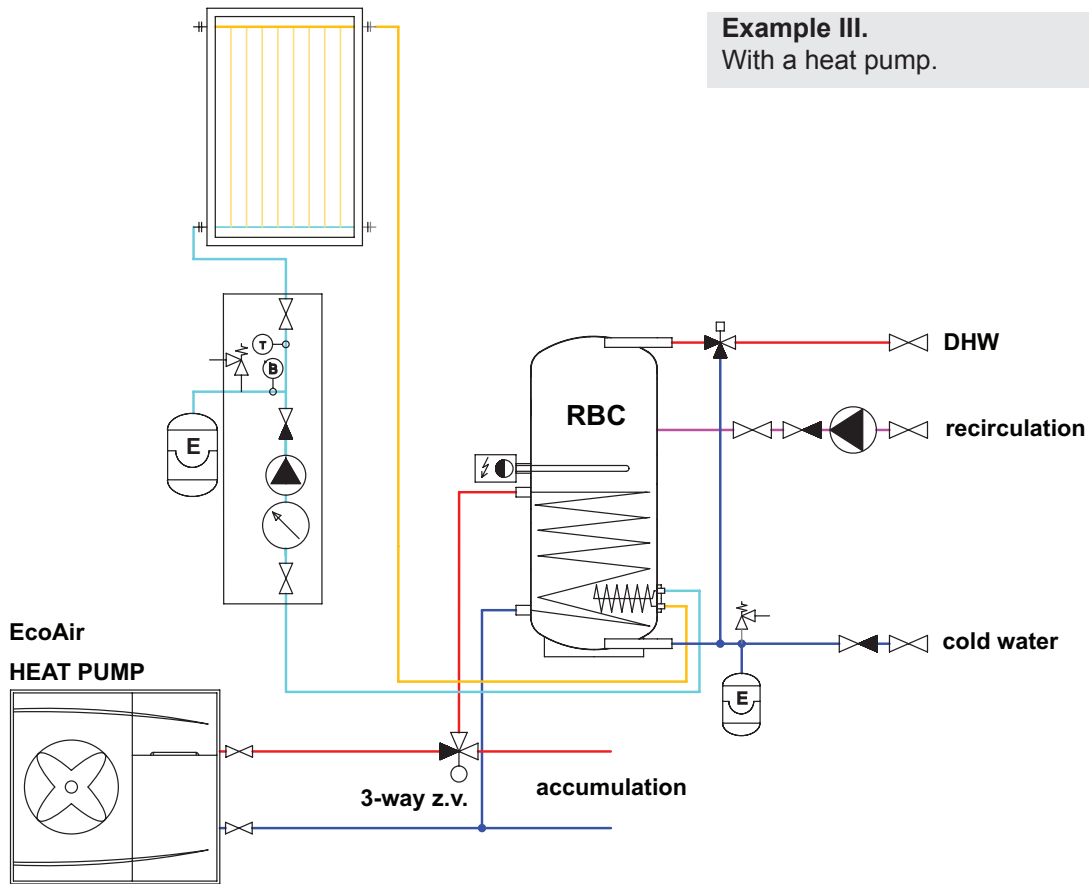 Example III.
With a heat pump.
T
B
E
RBC
DHW
recirculation
cold water
E
EcoAir
HEAT PUMP
3-way z.v.
accumulation